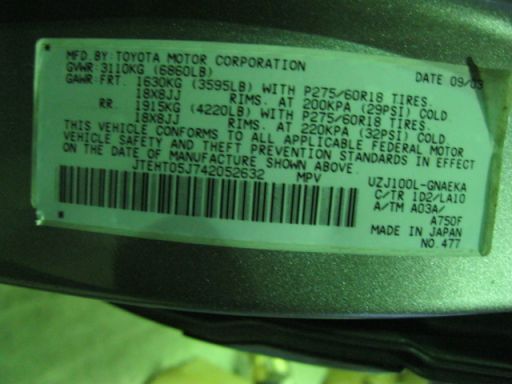 MFD. BY: TOYOTA MOTOR CORPORATION DATE 09/03
GVWR: 3110KG (6860LB)
GAWR: FRT. 1630KG (3595LB) WITH P275/60R18 TIRES.
18X8JJ RIMS. AT 200KPA (29PSI) COLD
RR. 1915KG (4220LB) WITH P275/60R18 TIRES.
18X8JJ RIMS. AT 220KPA (32PSI) COLD
THIS VEHICLE CONFORMS TO ALL APPLICABLE FEDERAL MOTOR
VEHICLE SAFETY AND THEFT PREVENTION STANDARDS IN EFFECT
ON THE DATE OF MANUFACTURE SHOWN ABOVE.
JTEHT05J742052632 MPV UZJ100L-GNAEKA
C/TR 1D2/LA10
A/TM A03A/
A750F
MADE IN JAPAN
NO. 477